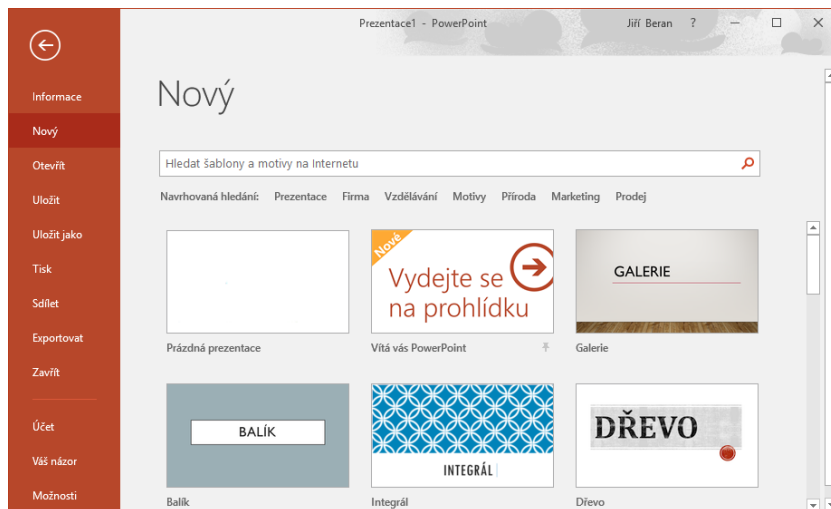 Prezentace1 - PowerPoint
Jiří Beran ?
Informace
Nový
Otevřít
Uložit
Uložit jako
Tisk
Sdílet
Exportovat
Zavřít
Účet
Váš názor
Možnosti
Nový
Hledat šablony a motivy na Internetu
Navrhovaná hledání: Prezentace Firma Vzdělávání Motivy Příroda Marketing Prodej
Prázdná prezentace
Nové
Vydejte se
na prohlídku
Vítá vás PowerPoint
GALERIE
Galerie
BALÍK
Balík
INTEGRÁL
Integrál
DŘEVO
Dřevo